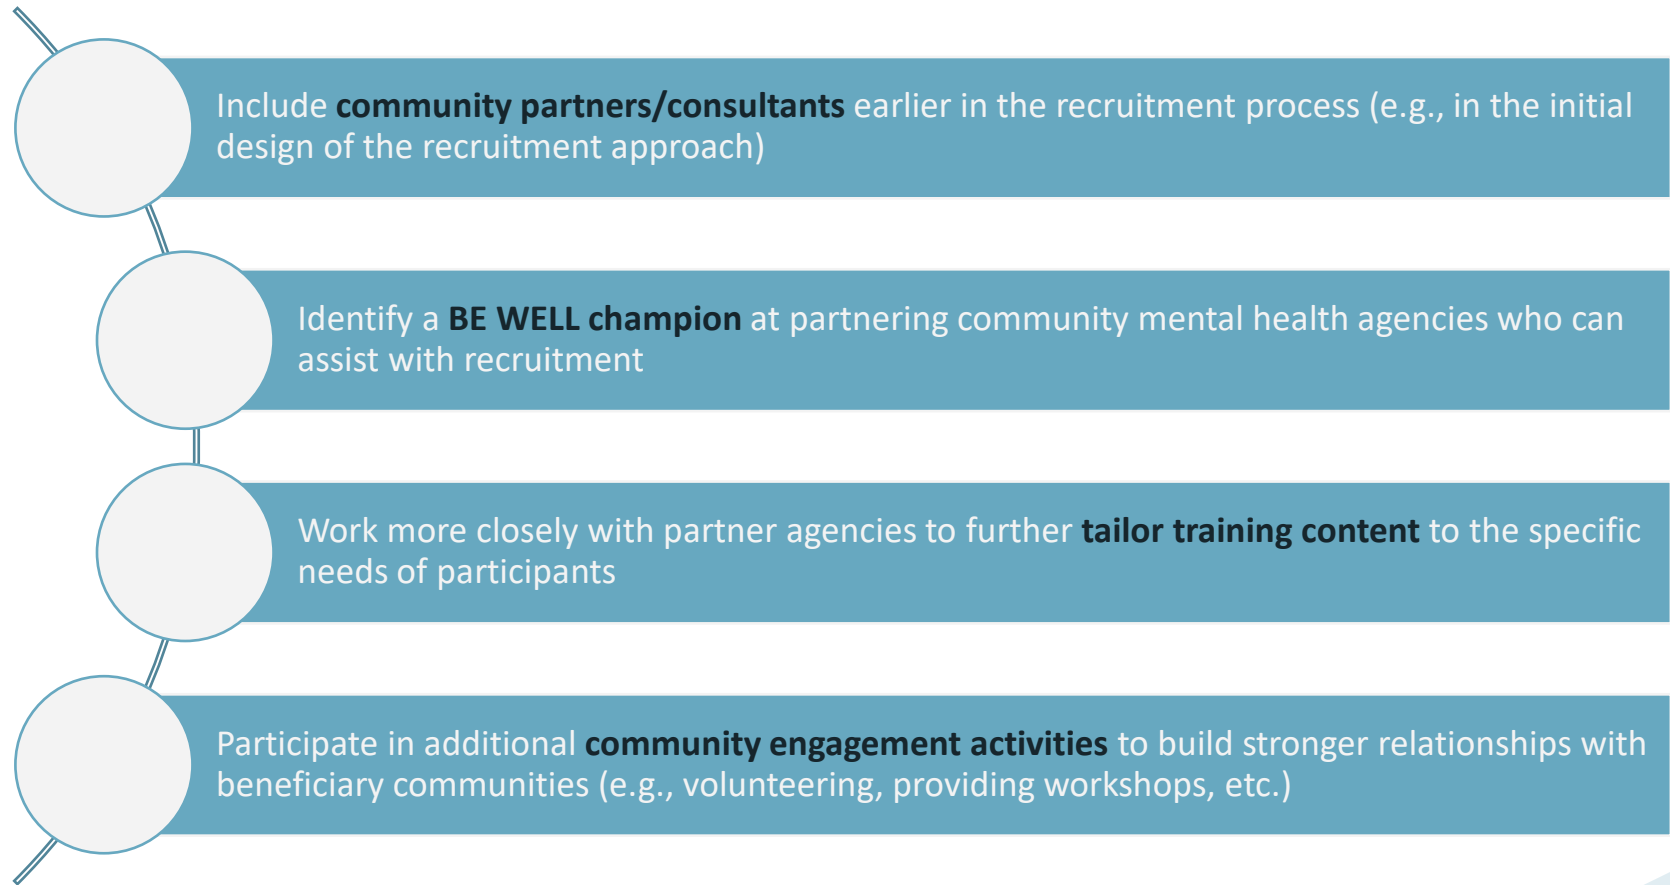 Include community partners/consultants earlier in the recruitment process (e.g., in the initial
design of the recruitment approach)
Identify a BE WELL champion at partnering community mental health agencies who can
assist with recruitment
Work more closely with partner agencies to further tailor training content to the specific
needs of participants
Participate in additional community engagement activities to build stronger relationships with
beneficiary communities (e.g., volunteering, providing workshops, etc.)